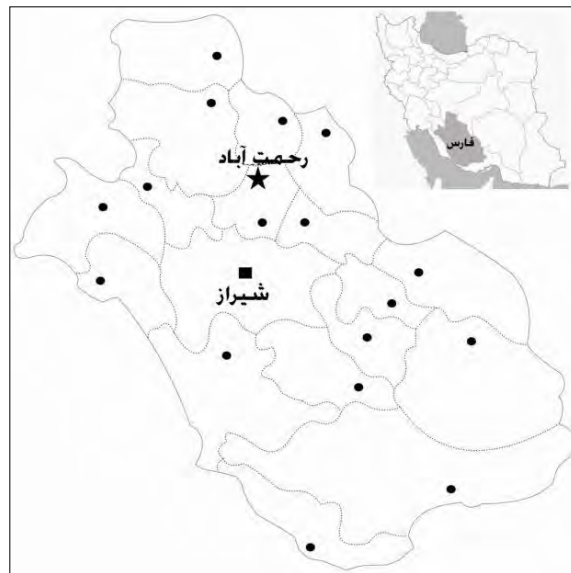 فارس
رحمت آباد
شیراز